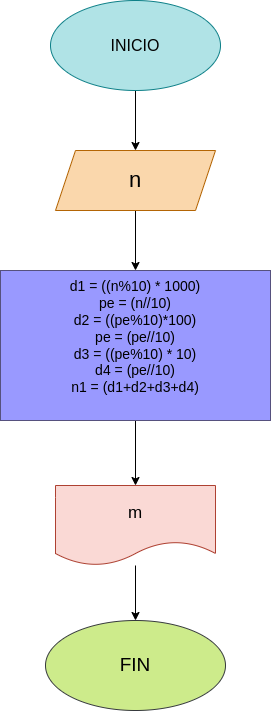 INICIO
n
d1 = ((n%10) * 1000)
pe = (n//10)
d2 = ((pe%10)*100)
pe = (pe//10)
d3 = ((pe%10) * 10)
d4 = (pe//10)
n1 = (d1+d2+d3+d4)
m
FIN